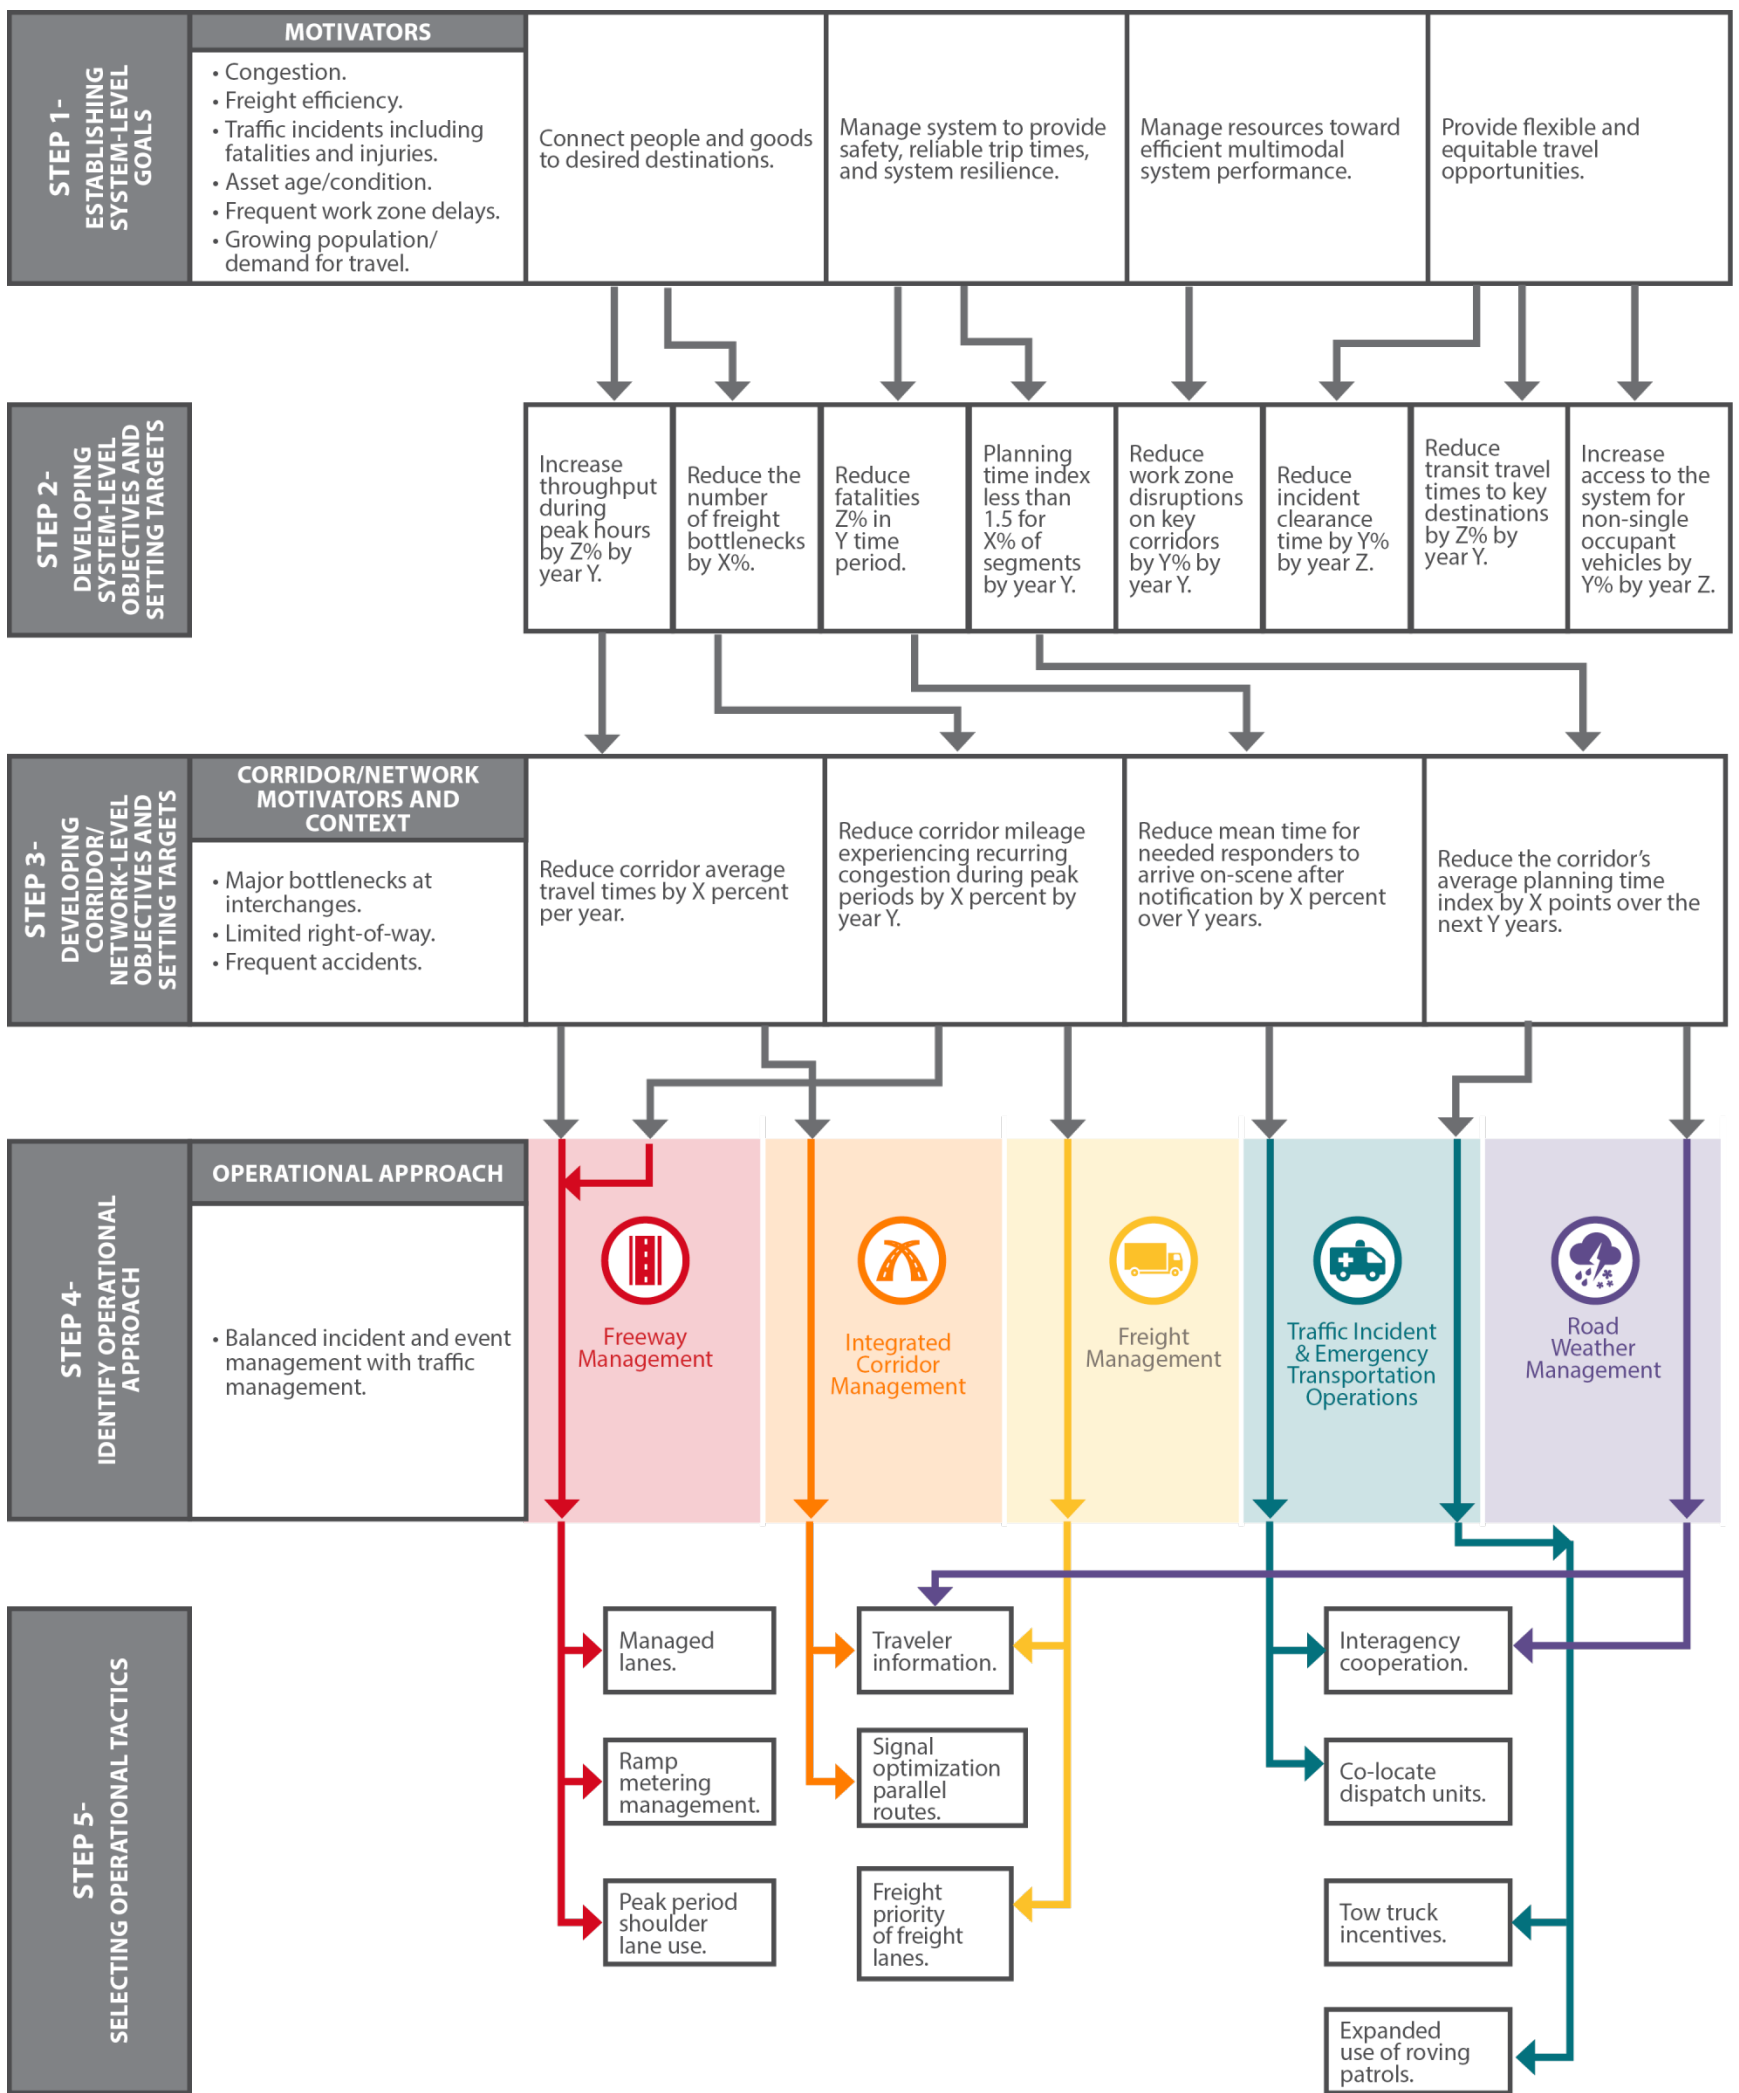 STEP 1-
ESTABLISHING
SYSTEM-LEVEL
GOALS
MOTIVATORS
• Congestion.
• Freight efficiency.
• Traffic incidents including
fatalities and injuries.
• Asset age/condition.
• Frequent work zone delays.
• Growing population/
demand for travel.
Connect people and goods
to desired destinations.
Manage system to provide
safety, reliable trip times,
and system resilience.
Manage resources toward
efficient multimodal
system performance.
Provide flexible and
equitable travel
opportunities.
STEP 2-
DEVELOPING
SYSTEM-LEVEL
OBJECTIVES AND
SETTING TARGETS
Increase
throughput
during
peak hours
by Z% by
year Y.
Reduce the
number
of freight
bottlenecks
by X%.
Reduce
fatalities
Z% in
Y time
period.
Planning
time index
less than
1.5 for
X% of
segments
by year Y.
Reduce
work zone
disruptions
on key
corridors
by Y% by
year Y.
Reduce
incident
clearance
time by Y%
by year Z.
Reduce
transit travel
times to key
destinations
by Z% by
year Y.
Increase
access to the
system for
non-single
occupant
vehicles by
Y% by year Z.
STEP 3-
DEVELOPING
CORRIDOR/
NETWORK-LEVEL
OBJECTIVES AND
SETTING TARGETS
CORRIDOR/NETWORK
MOTIVATORS AND
CONTEXT
• Major bottlenecks at
interchanges.
• Limited right-of-way.
• Frequent accidents.
Reduce corridor average
travel times by X percent
per year.
Reduce corridor mileage
experiencing recurring
congestion during peak
periods by X percent by
year Y.
Reduce mean time for
needed responders to
arrive on-scene after
notification by X percent
over Y years.
Reduce the corridor’s
average planning time
index by X points over the
next Y years.
STEP 4-
IDENTIFY OPERATIONAL
APPROACH
OPERATIONAL APPROACH
• Balanced incident and event
management with traffic
management.
Freeway
Management
Integrated
Corridor
Management
Freight
Management
Traffic Incident
& Emergency
Transportation
Operations
Road
Weather
Management
STEP 5-
SELECTING OPERATIONAL TACTICS
Managed
lanes.
Ramp
metering
management.
Peak period
shoulder
lane use.
Traveler
information.
Signal
optimization
parallel
routes.
Freight
priority
of freight
lanes.
Interagency
cooperation.
Co-locate
dispatch units.
Tow truck
incentives.
Expanded
use of roving
patrols.